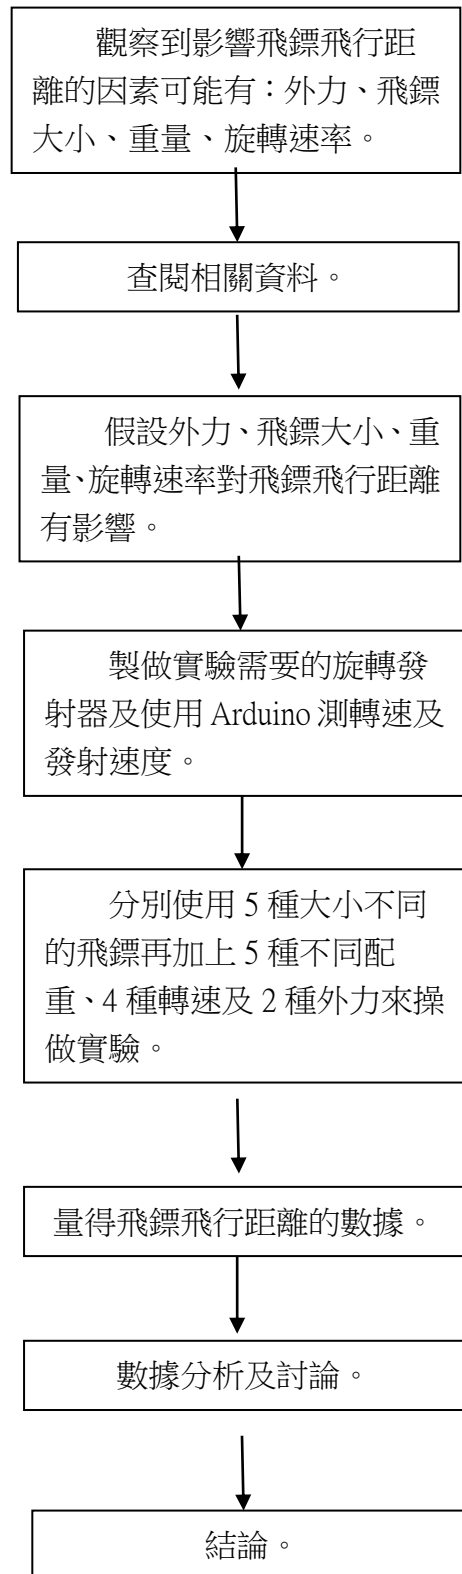 觀察到影響飛鏢飛行距
離的因素可能有：外力、飛鏢
大小、重量、旋轉速率。
查閱相關資料。
假設外力、飛鏢大小、重
量、旋轉速率對飛鏢飛行距離
有影響。
製做實驗需要的旋轉發
射器及使用 Arduino 測轉速及
發射速度。
分別使用 5 種大小不同
的飛鏢再加上 5 種不同配
重、4 種轉速及 2 種外力來操
做實驗。
量得飛鏢飛行距離的數據。
數據分析及討論。
結論。